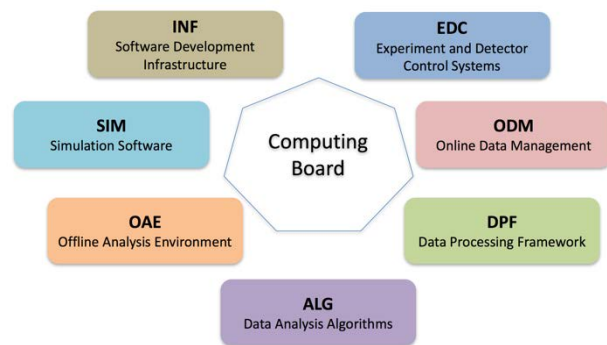 INF
Software Development
Infrastructure
EDC
Experiment and Detector
Control Systems
SIM
Simulation Software
Computing
Board
ODM
Online Data Management
OAE
Offline Analysis Environment
DPF
Data Processing Framework
ALG
Data Analysis Algorithms